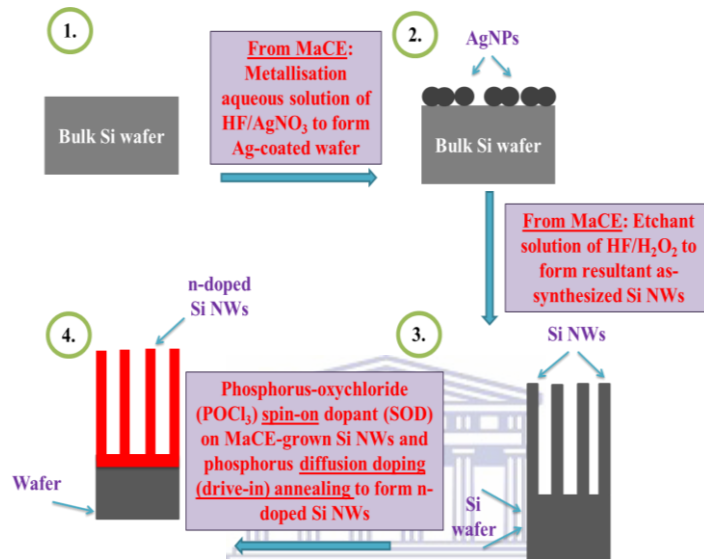 1.
Bulk Si wafer
From MaCE:
Metallisation
aqueous solution of
HF/AgNO₃ to form
Ag-coated wafer
2.
AgNPs
Bulk Si wafer
From MaCE: Etchant
solution of HF/H₂O₂ to
form resultant as-
synthesized Si NWs
3.
Si NWs
Si
wafer
Phosphorus-oxychloride
(POCl₃) spin-on dopant (SOD)
on MaCE-grown Si NWs and
phosphorus diffusion doping
(drive-in) annealing to form n-
doped Si NWs
4.
n-doped
Si NWs
Wafer